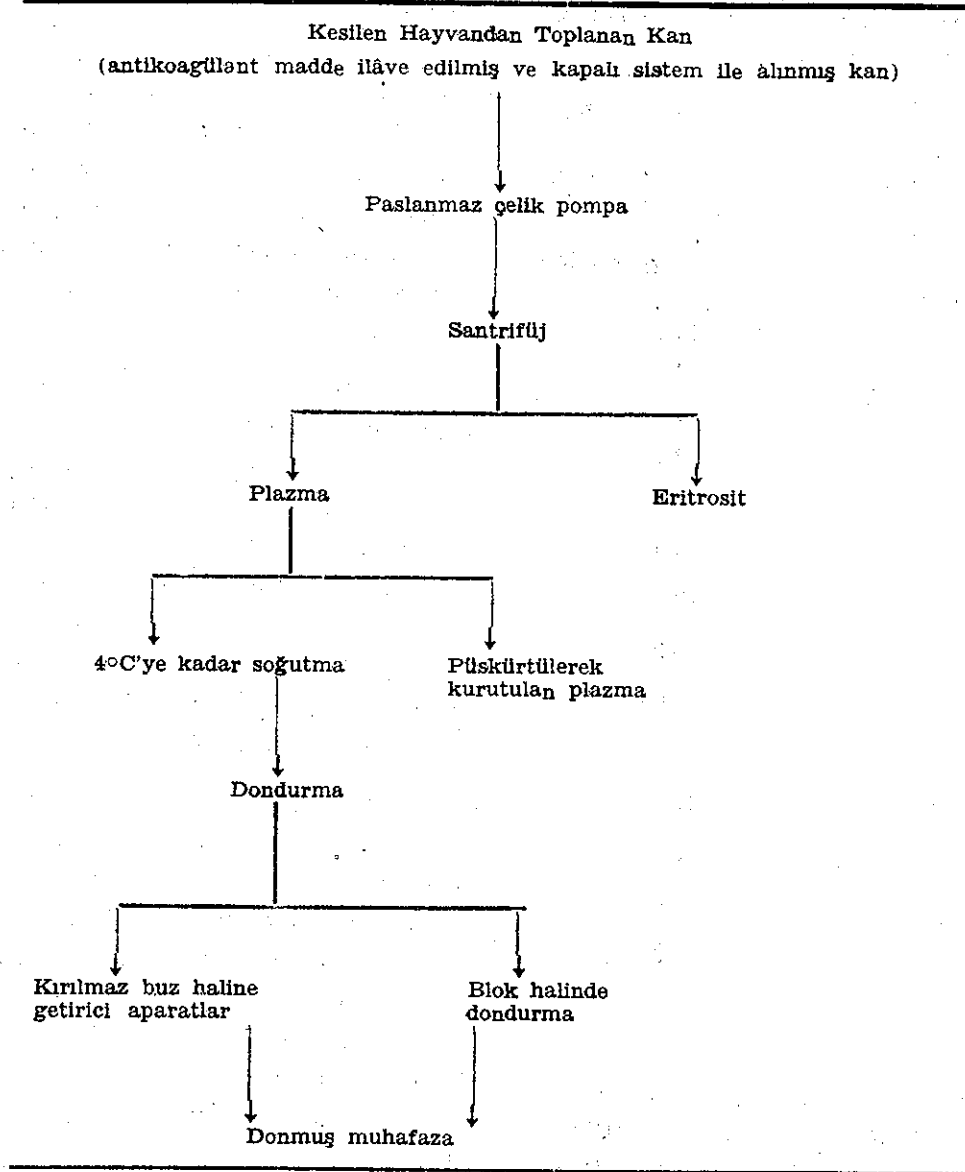 Kesilen Hayvandan Toplanan Kan
(antikoagülant madde ilâve edilmiş ve kapalı sistem ile alınmış kan)
Paslanmaz çelik pompa
Santrifüj
Plazma
Eritrosit
4°C'ye kadar soğutma
Püskürtülerek
kurutulan plazma
Dondurma
Kırılmaz buz haline
getirici aparatlar
Blok halinde
dondurma
Donmuş muhafaza